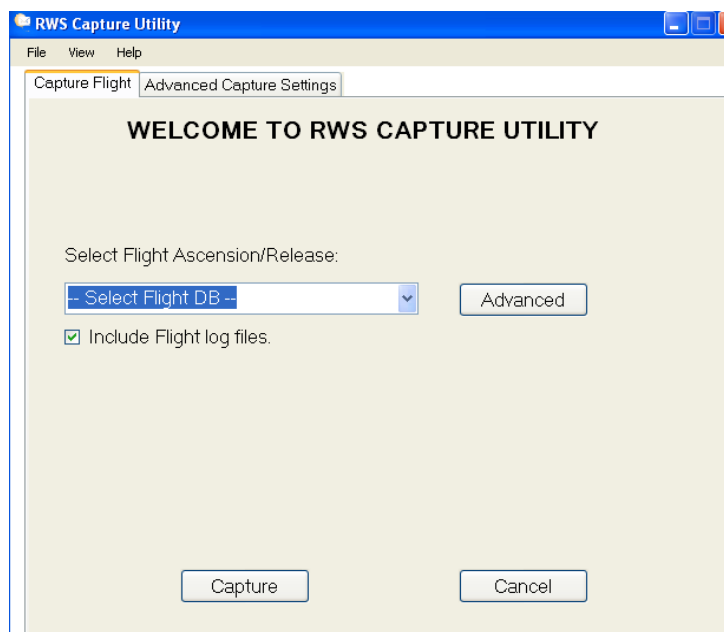 RWS Capture Utility
File View Help
Capture Flight Advanced Capture Settings
WELCOME TO RWS CAPTURE UTILITY
Select Flight Ascension/Release:
-- Select Flight DB -- Advanced
Include Flight log files.
Capture Cancel